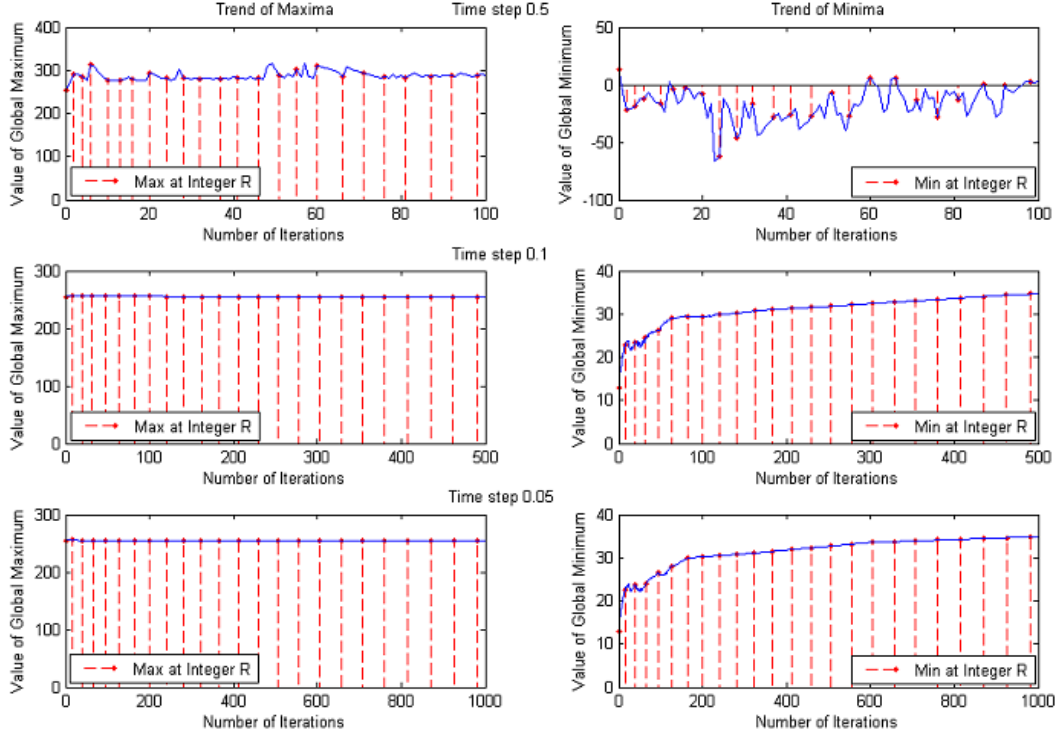 Trend of Maxima
Time step 0.5
Trend of Minima
Value of Global Maximum
400
300
200
100
0
Max at Integer R
0 20 40 60 80 100
Number of Iterations
Value of Global Minimum
50
0
-50
-100
Min at Integer R
0 20 40 60 80 100
Number of Iterations
Time step 0.1
Value of Global Maximum
300
200
100
0
Max at Integer R
0 100 200 300 400 500
Number of Iterations
Value of Global Minimum
40
30
20
10
0
Min at Integer R
0 100 200 300 400 500
Number of Iterations
Time step 0.05
Value of Global Maximum
300
200
100
0
Max at Integer R
0 200 400 600 800 1000
Number of Iterations
Value of Global Minimum
40
30
20
10
0
Min at Integer R
0 200 400 600 800 1000
Number of Iterations